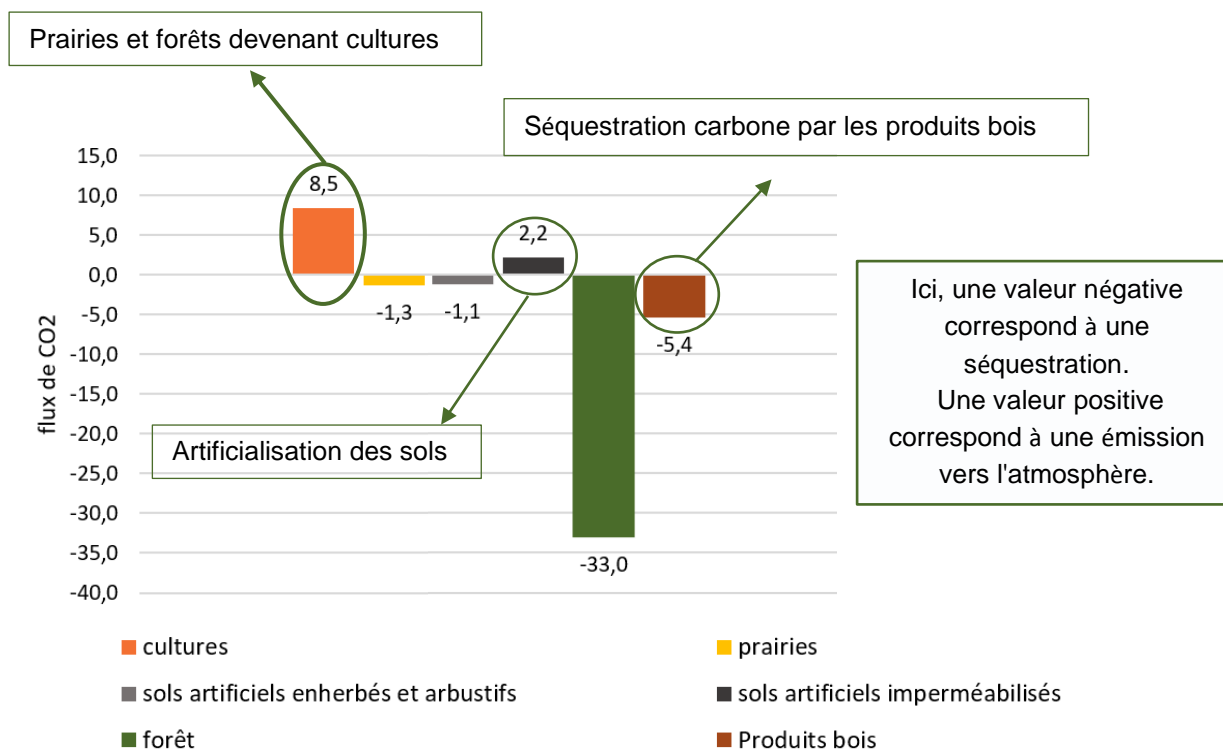 Prairies et forêts devenant cultures
Séquestration carbone par les produits bois
15,0
10,0
5,0
0,0
-5,0
-10,0
-15,0
-20,0
-25,0
-30,0
-35,0
-40,0
flux de CO2
8,5
-1,3
-1,1
2,2
-33,0
-5,4
Artificialisation des sols
Ici, une valeur négative
correspond à une
séquestration.
Une valeur positive
correspond à une émission
vers l'atmosphère.
cultures
prairies
sols artificiels enherbés et arbustifs
sols artificiels imperméabilisés
forêt
Produits bois